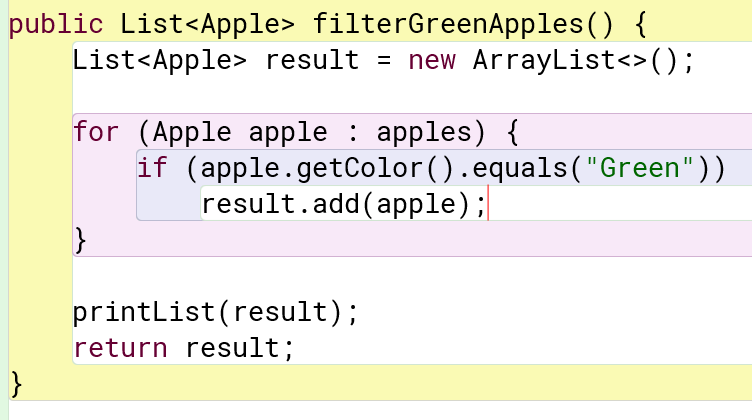 public List<Apple> filterGreenApples() {
    List<Apple> result = new ArrayList<>();

    for (Apple apple : apples) {
        if (apple.getColor().equals("Green"))
            result.add(apple);
    }

    printList(result);
    return result;
}